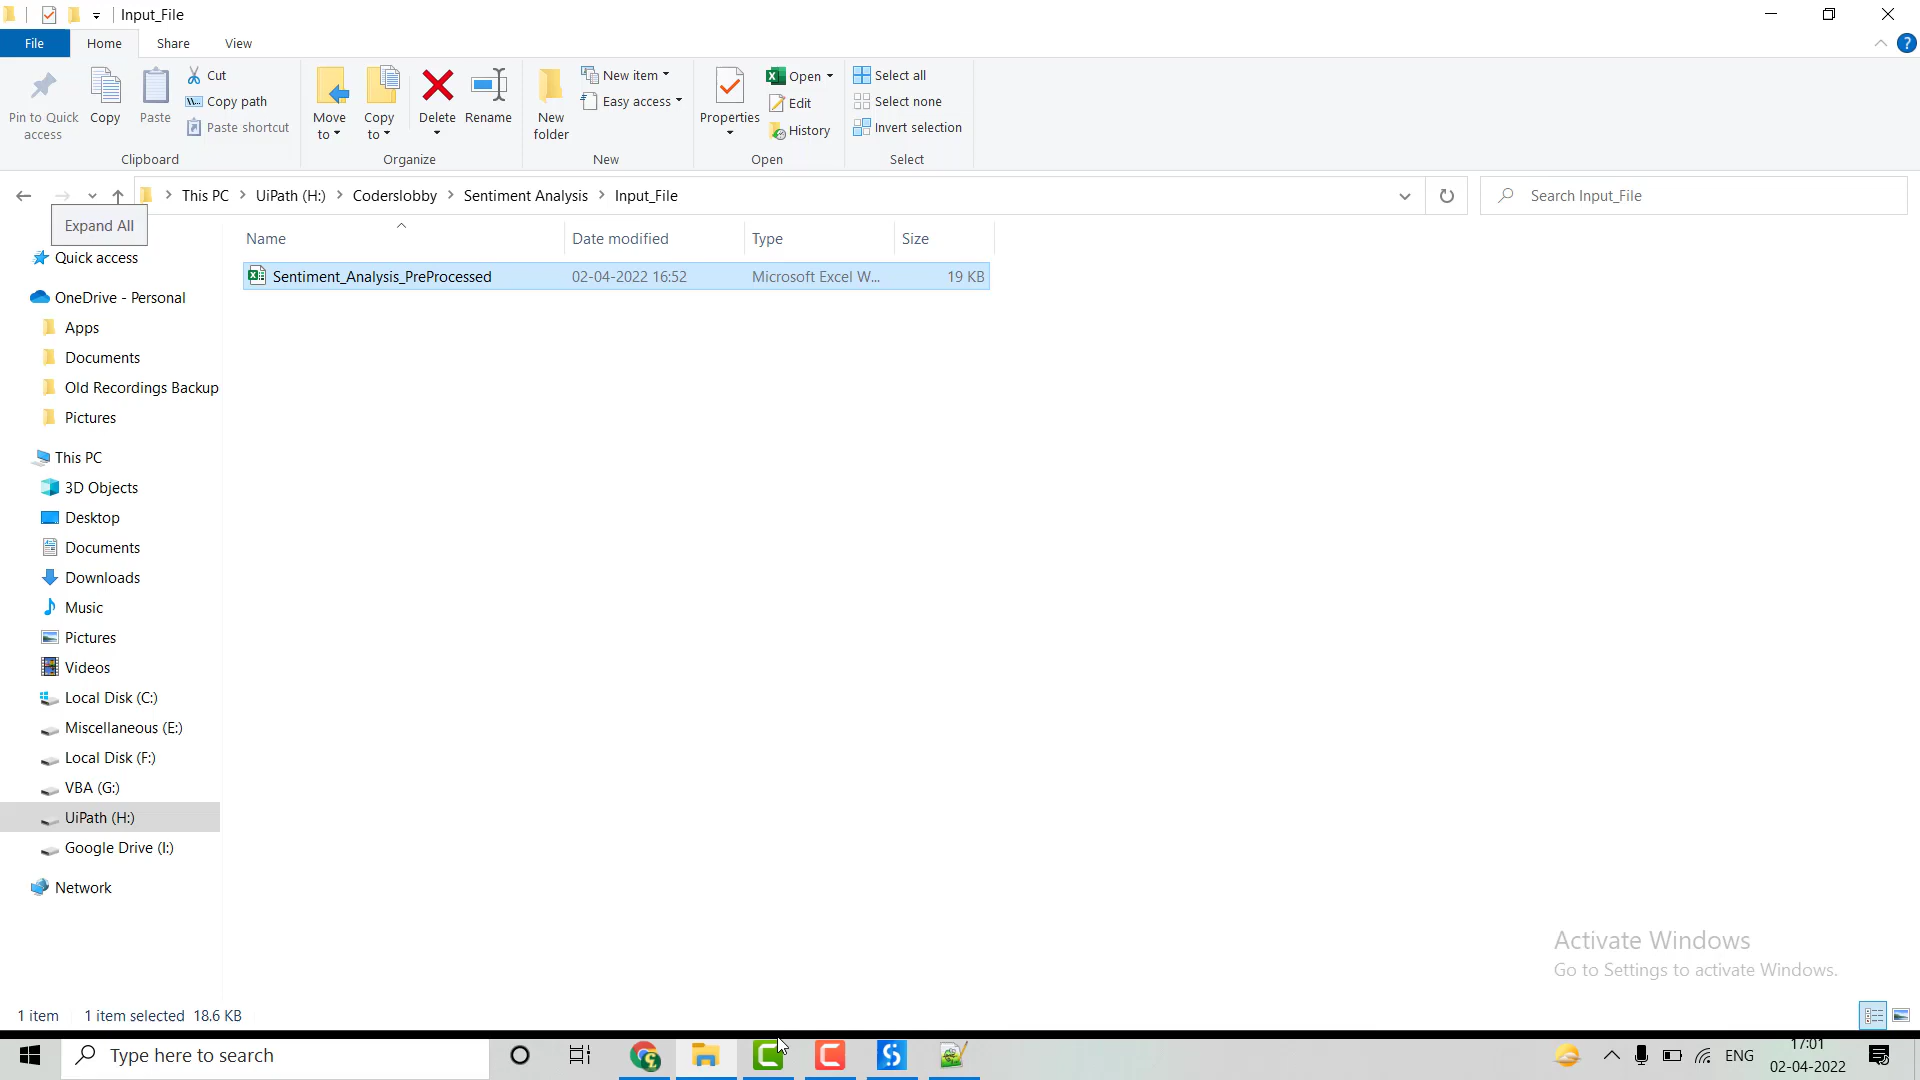 Input_File
File Home Share View
Pin to Quick access
Copy
Paste
Cut
Copy path
Paste shortcut
Clipboard
Move to
Copy to
Delete
Rename
Organize
New folder
New item
Easy access
New
Properties
Open
Edit
History
Open
Select all
Select none
Invert selection
Select
This PC UiPath (H:) Coderslobby Sentiment Analysis Input_File
Search Input_File
Expand All
Name Date modified Type Size
Sentiment_Analysis_PreProcessed 02-04-2022 16:52 Microsoft Excel W... 19 KB
Quick access
OneDrive - Personal
Apps
Documents
Old Recordings Backup
Pictures
This PC
3D Objects
Desktop
Documents
Downloads
Music
Pictures
Videos
Local Disk (C:)
Miscellaneous (E:)
Local Disk (F:)
VBA (G:)
UiPath (H:)
Google Drive (I:)
Network
Activate Windows
Go to Settings to activate Windows.
1 item 1 item selected 18.6 KB
Type here to search
ENG
17:01
02-04-2022